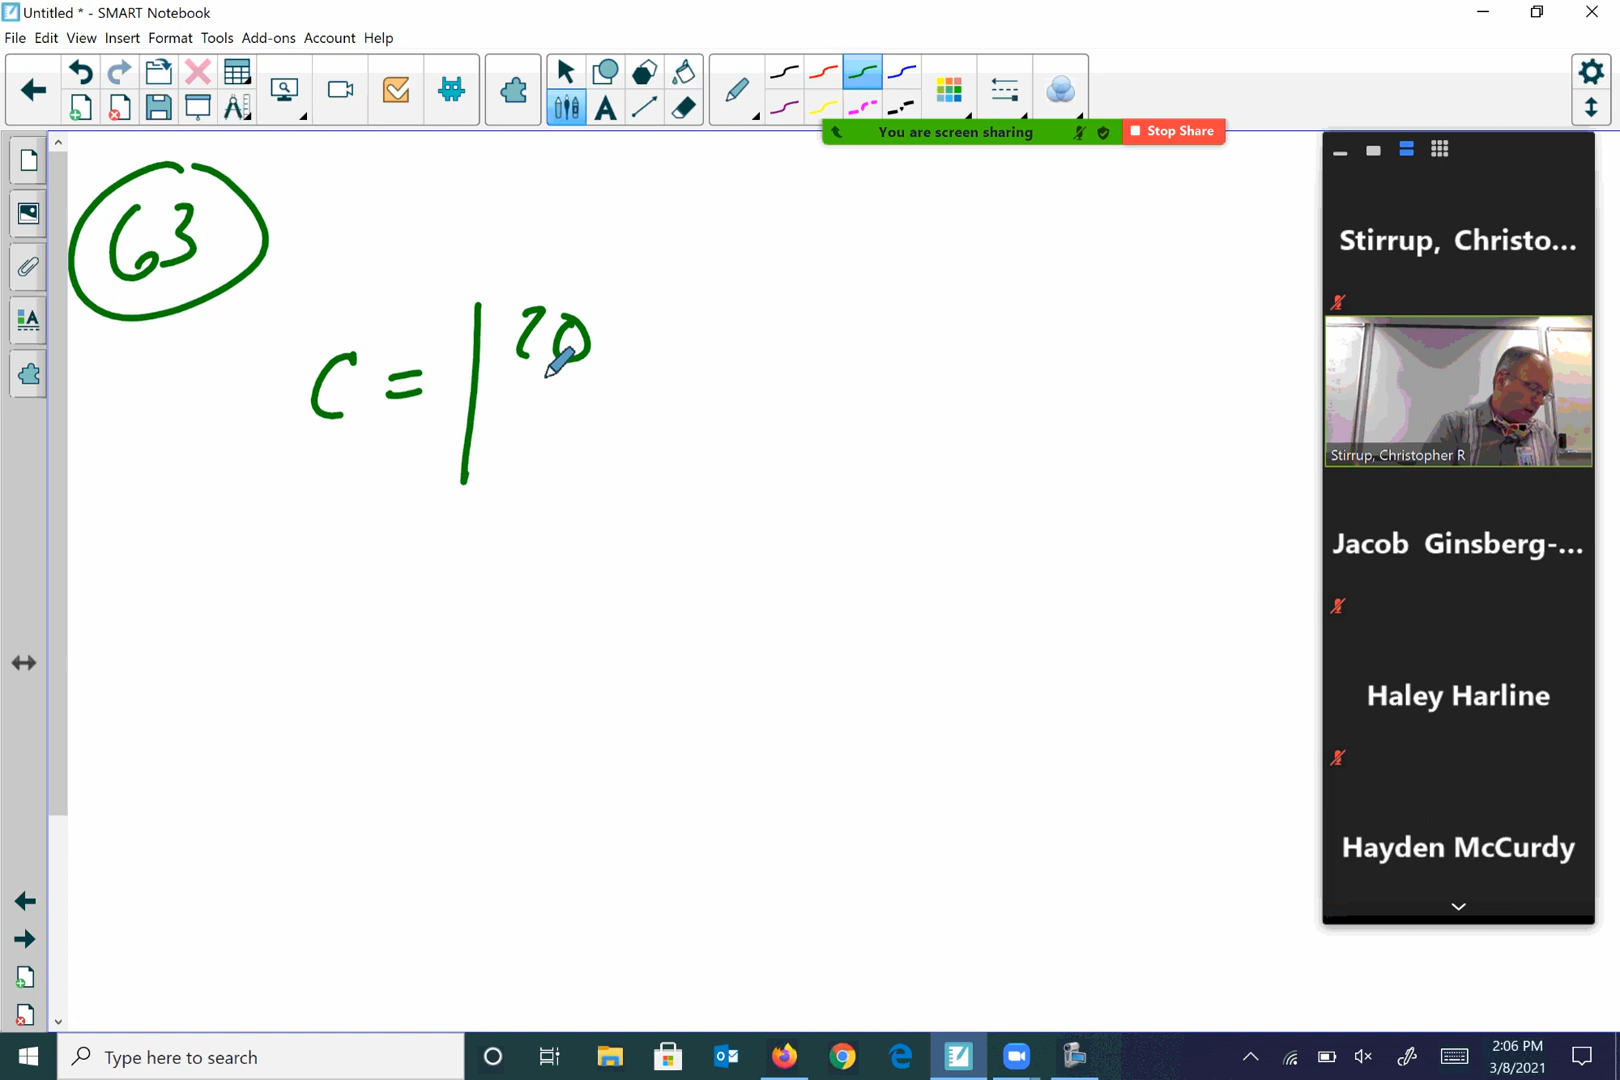 Untitled * - SMART Notebook
File Edit View Insert Format Tools Add-ons Account Help
You are screen sharing
Stop Share
63
C = | 20
Stirrup, Christo...
Stirrup, Christopher R
Jacob Ginsberg-...
Haley Harline
Hayden McCurdy
Type here to search
2:06 PM
3/8/2021